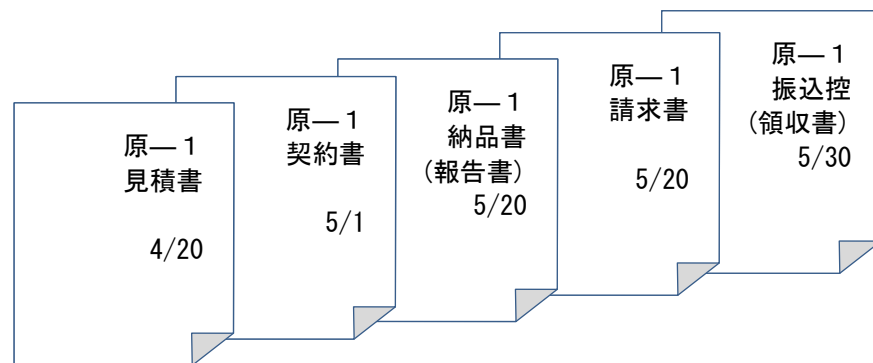 原―１
見積書
4/20
原―１
契約書
5/1
原―１
納品書
（報告書）
5/20
原―１
請求書
5/20
原―１
振込控
（領収書）
5/30